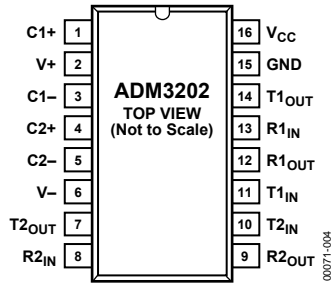 C1+ 1
V+ 2
C1– 3
C2+ 4
C2– 5
V– 6
T2OUT 7
R2IN 8
ADM3202
TOP VIEW
(Not to Scale)
16 VCC
15 GND
14 T1OUT
13 R1IN
12 R1OUT
11 T1IN
10 T2IN
9 R2OUT
00071-004